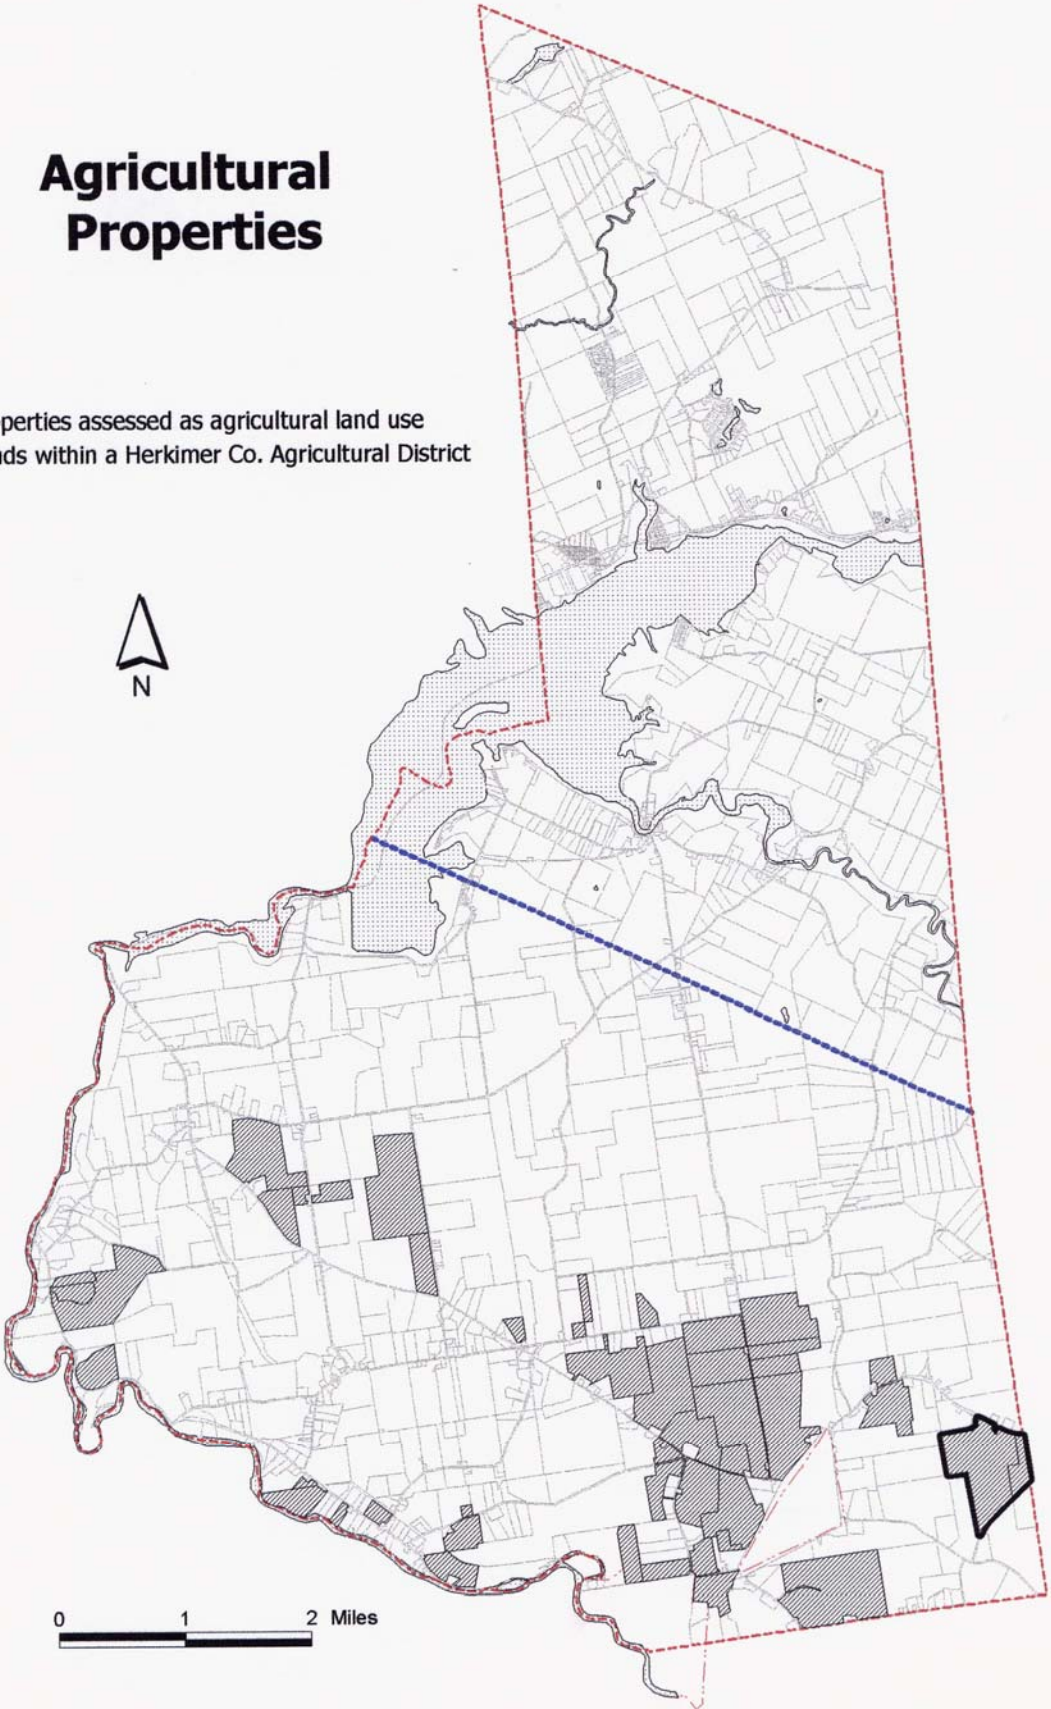 Agricultural
Properties
perties assessed as agricultural land use
ds within a Herkimer Co. Agricultural District
N
0 1 2 Miles